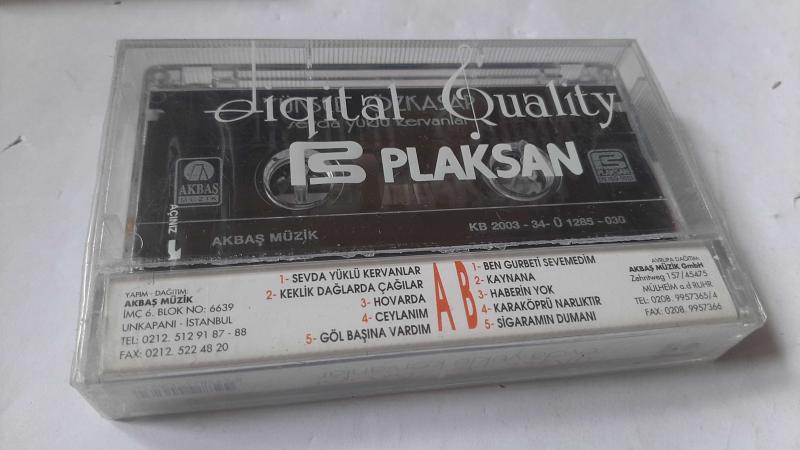 digital Quality
ÖZKASAP
sevda yüklü kervanlar
PLAKSAN
AKBAŞ
MÜZİK
PLAKSAN
AÇINIZ
AKBAŞ MÜZİK
KB 2003 - 34- Ü 1285 - 030
YAPIM - DAĞITIM:
AKBAŞ MÜZİK
İMÇ 6. BLOK NO: 6639
UNKAPANI - İSTANBUL
TEL: 0212. 512 91 87 - 88
FAX: 0212. 522 48 20
A
1- SEVDA YÜKLÜ KERVANLAR
2- KEKLİK DAĞLARDA ÇAĞILAR
3- HOVARDA
4- CEYLANIM
5- GÖL BAŞINA VARDIM
B
1- BEN GURBETİ SEVEMEDİM
2- KAYNANA
3- HABERİN YOK
4- KARAKÖPRÜ NARLIKTIR
5- SİGARAMIN DUMANI
AVRUPA DAĞITIM:
AKBAŞ MÜZİK GmbH
Zehntweg 157/45475
MÜLHEİM a.d RUHR
TEL: 0208. 9957365/4
FAX: 0208. 9957366